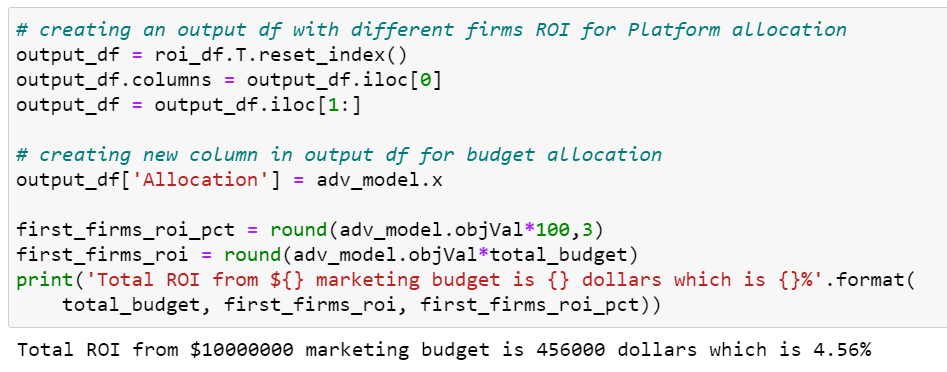 # creating an output df with different firms ROI for Platform allocation
output_df = roi_df.T.reset_index()
output_df.columns = output_df.iloc[0]
output_df = output_df.iloc[1:]

# creating new column in output df for budget allocation
output_df['Allocation'] = adv_model.x

first_firms_roi_pct = round(adv_model.objVal*100,3)
first_firms_roi = round(adv_model.objVal*total_budget)
print('Total ROI from ${} marketing budget is {} dollars which is {}%'.format(
    total_budget, first_firms_roi, first_firms_roi_pct))
Total ROI from $10000000 marketing budget is 456000 dollars which is 4.56%